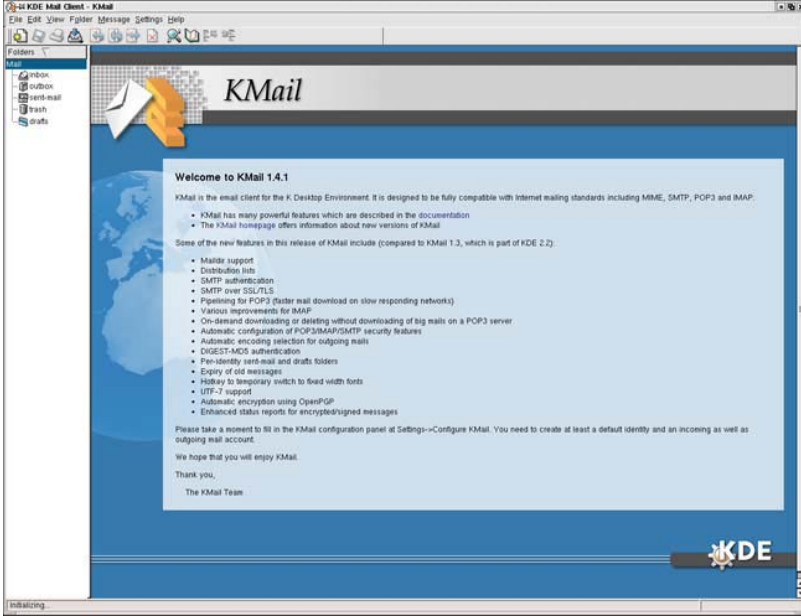 KDE Mail Client - KMail
File Edit View Folder Message Settings Help
Folders
Mail
inbox
outbox
sent-mail
trash
drafts
KMail
Welcome to KMail 1.4.1
KMail is the email client for the K Desktop Environment. It is designed to be fully compatible with Internet mailing standards including MIME, SMTP, POP3 and IMAP.
• KMail has many powerful features which are described in the documentation
• The KMail homepage offers information about new versions of KMail
Some of the new features in this release of KMail include (compared to KMail 1.3, which is part of KDE 2.2):
• Maildir support
• Distribution lists
• SMTP authentication
• SMTP over SSL/TLS
• Pipelining for POP3 (faster mail download on slow responding networks)
• Various improvements for IMAP
• On-demand downloading or deleting without downloading of big mails on a POP3 server
• Automatic configuration of POP3/IMAP/SMTP security features
• Automatic encoding selection for outgoing mails
• DIGEST-MD5 authentication
• Per-identity sent-mail and drafts folders
• Expiry of old messages
• Hotkey to temporary switch to fixed width fonts
• UTF-7 support
• Automatic encryption using OpenPGP
• Enhanced status reports for encrypted/signed messages
Please take a moment to fill in the KMail configuration panel at Settings->Configure KMail. You need to create at least a default identity and an incoming as well as
outgoing mail account.
We hope that you will enjoy KMail.
Thank you,
The KMail Team
KDE
Initializing...